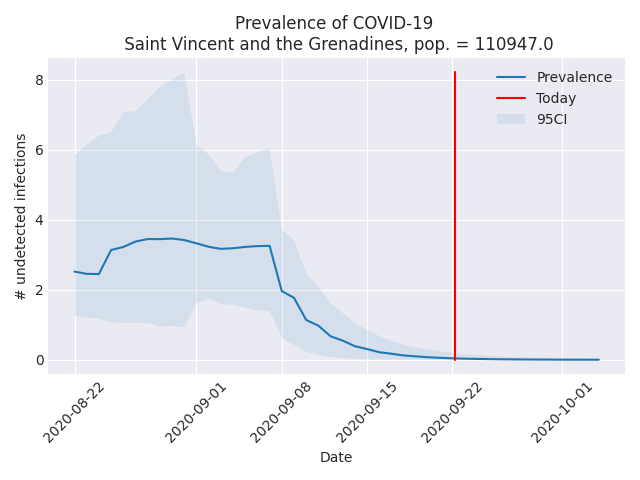 Prevalence of COVID-19
Saint Vincent and the Grenadines, pop. = 110947.0
# undetected infections
8
6
4
2
0
Prevalence
Today
95CI
2020-08-22
2020-09-01
2020-09-08
2020-09-15
2020-09-22
2020-10-01
Date